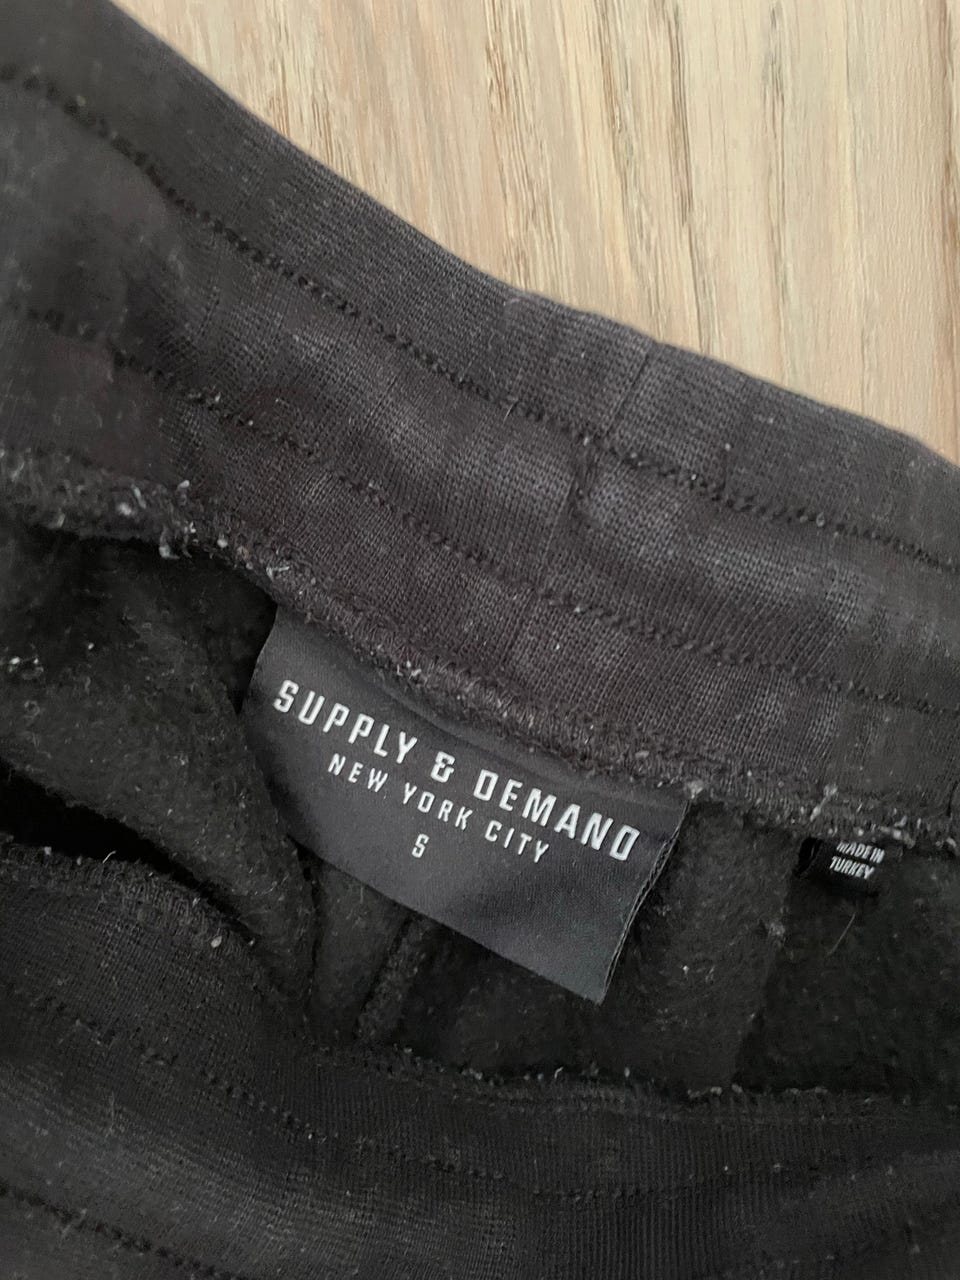 SUPPLY & DEMAND
NEW YORK CITY
S
MADE IN
TURKEY